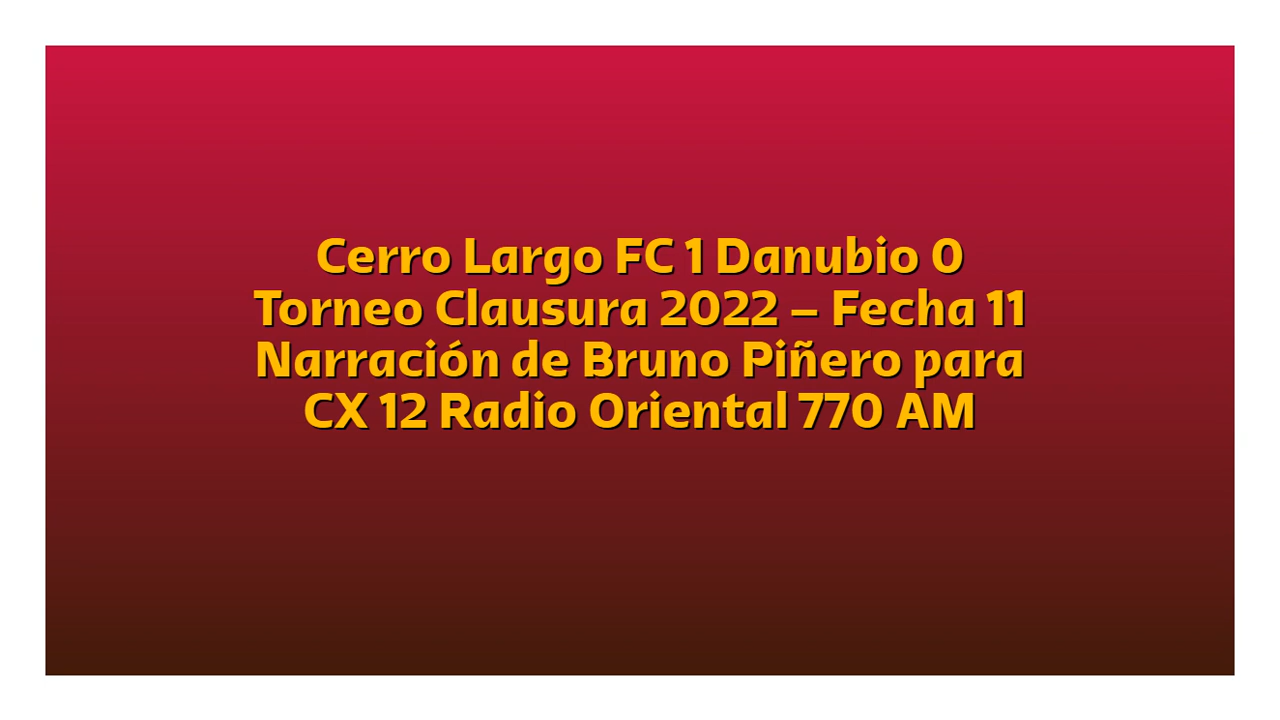 Cerro Largo FC 1 Danubio 0
Torneo Clausura 2022 – Fecha 11
Narración de Bruno Piñero para
CX 12 Radio Oriental 770 AM